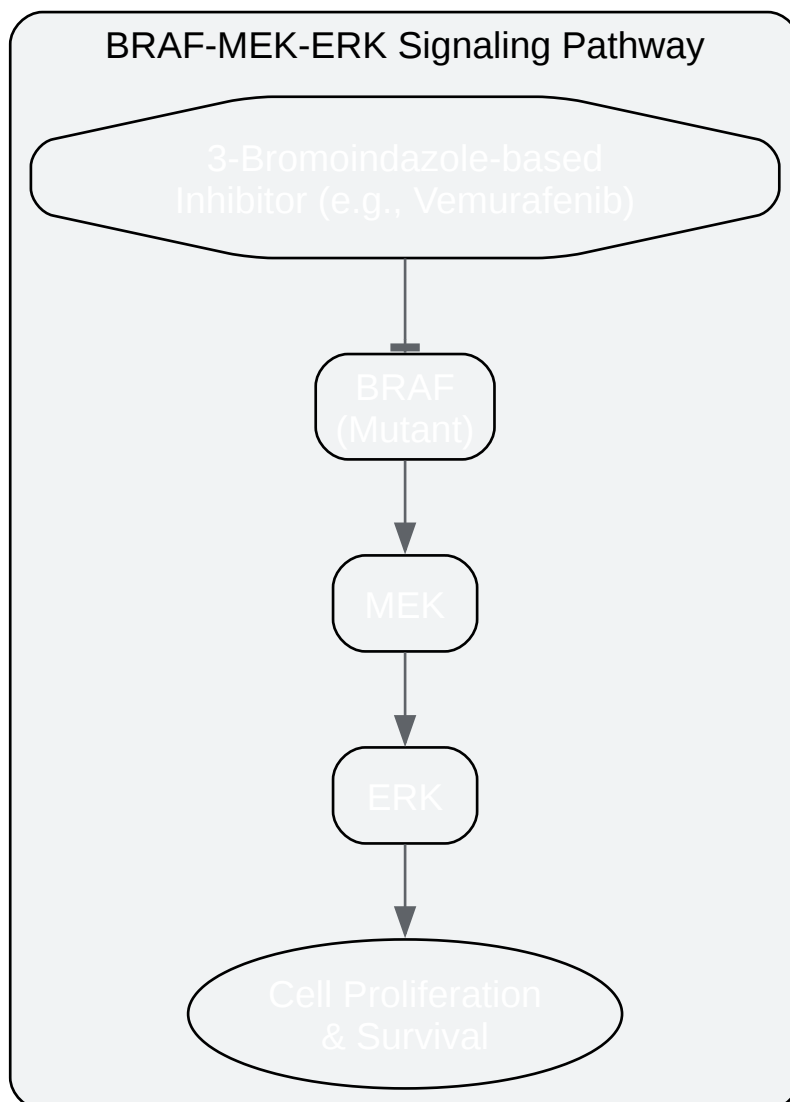 BRAF-MEK-ERK Signaling Pathway
3-Bromoindazole-based
Inhibitor (e.g., Vemurafenib)
BRAF
(Mutant)
MEK
ERK
Cell Proliferation
& Survival